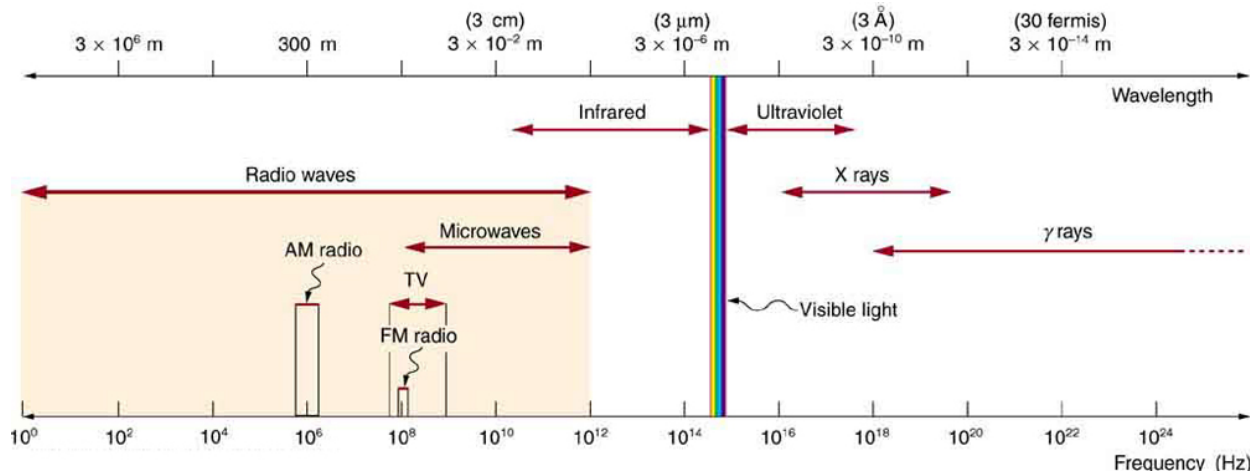 (3 cm) (3 μm) (3 Å) (30 fermis)
3 × 10⁶ m 300 m 3 × 10⁻² m 3 × 10⁻⁶ m 3 × 10⁻¹⁰ m 3 × 10⁻¹⁴ m
Wavelength
Infrared Ultraviolet
Radio waves X rays
Microwaves γ rays
AM radio
TV
Visible light
FM radio
10⁰ 10² 10⁴ 10⁶ 10⁸ 10¹⁰ 10¹² 10¹⁴ 10¹⁶ 10¹⁸ 10²⁰ 10²² 10²⁴
Frequency (Hz)